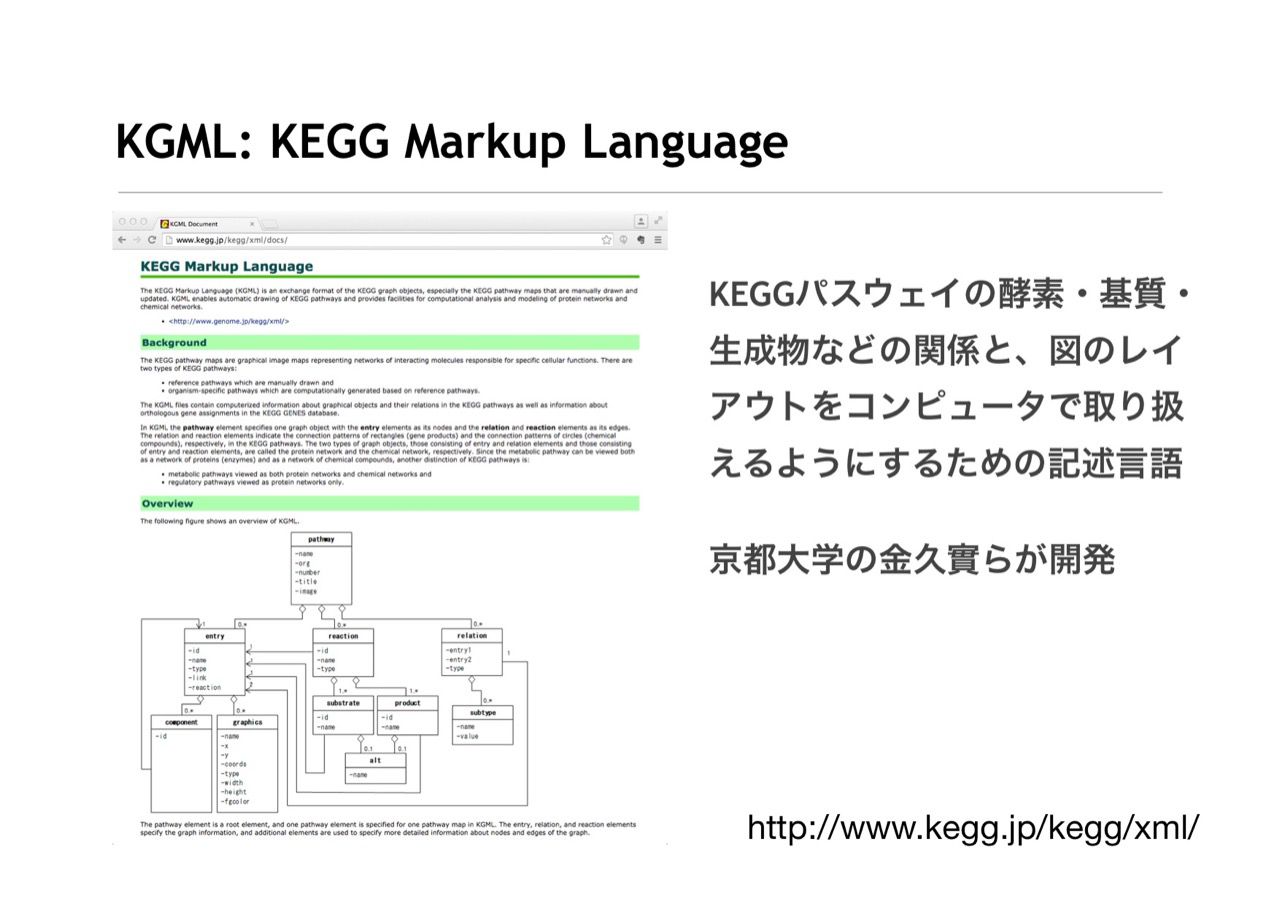 KGML: KEGG Markup Language
KGML Document
www.kegg.jp/kegg/xml/docs/
KEGG Markup Language
The KEGG Markup Language (KGML) is an exchange format of the KEGG graph objects, especially the KEGG pathway maps that are manually drawn and
updated. KGML enables automatic drawing of KEGG pathways and provides facilities for computational analysis and modeling of protein networks and
chemical networks.
• <http://www.genome.jp/kegg/xml/>
Background
The KEGG pathway maps are graphical image maps representing networks of interacting molecules responsible for specific cellular functions. There are
two types of KEGG pathways:
• reference pathways which are manually drawn and
• organism-specific pathways which are computationally generated based on reference pathways.
The KGML files contain computerized information about graphical objects and their relations in the KEGG pathways as well as information about
orthologous gene assignments in the KEGG GENES database.
In KGML the pathway element specifies one graph object with the entry elements as its nodes and the relation and reaction elements as its edges.
The relation and reaction elements indicate the connection patterns of rectangles (gene products) and the connection patterns of circles (chemical
compounds), respectively, in the KEGG pathways. The two types of graph objects, those consisting of entry and relation elements and those consisting
of entry and reaction elements, are called the protein network and the chemical network, respectively. Since the metabolic pathway can be viewed both
as a network of proteins (enzymes) and as a network of chemical compounds, another distinction of KEGG pathways is:
• metabolic pathways viewed as both protein networks and chemical networks and
• regulatory pathways viewed as protein networks only.
Overview
The following figure shows an overview of KGML.
pathway
-name
-org
-number
-title
-image
1
0.*
0.*
0.*
entry
-id
-name
-type
-link
-reaction
1
1
1
2
reaction
-id
-name
-type
relation
-entry1
-entry2
-type
1
0.*
0.*
1.*
1.*
0.*
component
-id
graphics
-name
-x
-y
-coords
-type
-width
-height
-fgcolor
substrate
-id
-name
product
-id
-name
subtype
-name
-value
0.1
0.1
alt
-name
The pathway element is a root element, and one pathway element is specified for one pathway map in KGML. The entry, relation, and reaction elements
specify the graph information, and additional elements are used to specify more detailed information about nodes and edges of the graph.
KEGGパスウェイの酵素・基質・
生成物などの関係と、図のレイ
アウトをコンピュータで取り扱
えるようにするための記述言語
京都大学の金久實らが開発
http://www.kegg.jp/kegg/xml/